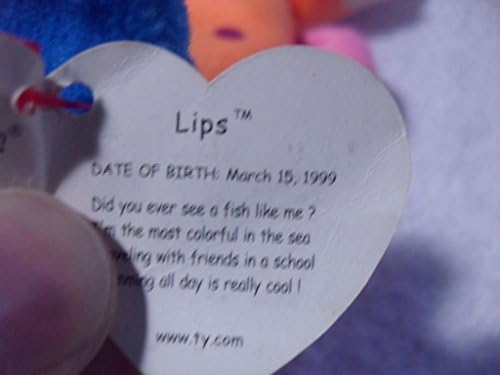 Lips™
DATE OF BIRTH: March 15, 1999
Did you ever see a fish like me?
I'm the most colorful in the sea
with friends in a school
all day is really cool!
www.ty.com